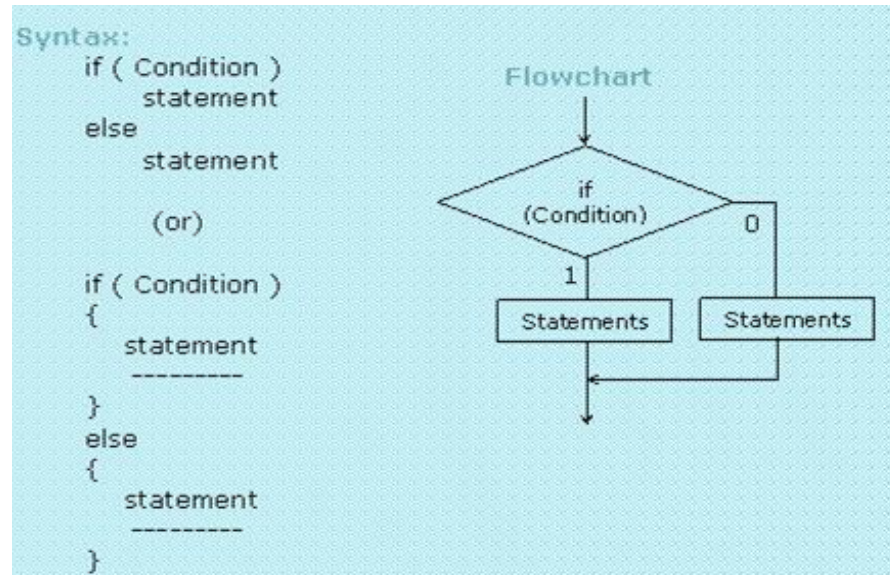 Syntax:
if ( Condition )
statement
else
statement
(or)
if ( Condition )
{
statement
---------
}
else
{
statement
---------
}
Flowchart
if
(Condition)
0
1
Statements
Statements